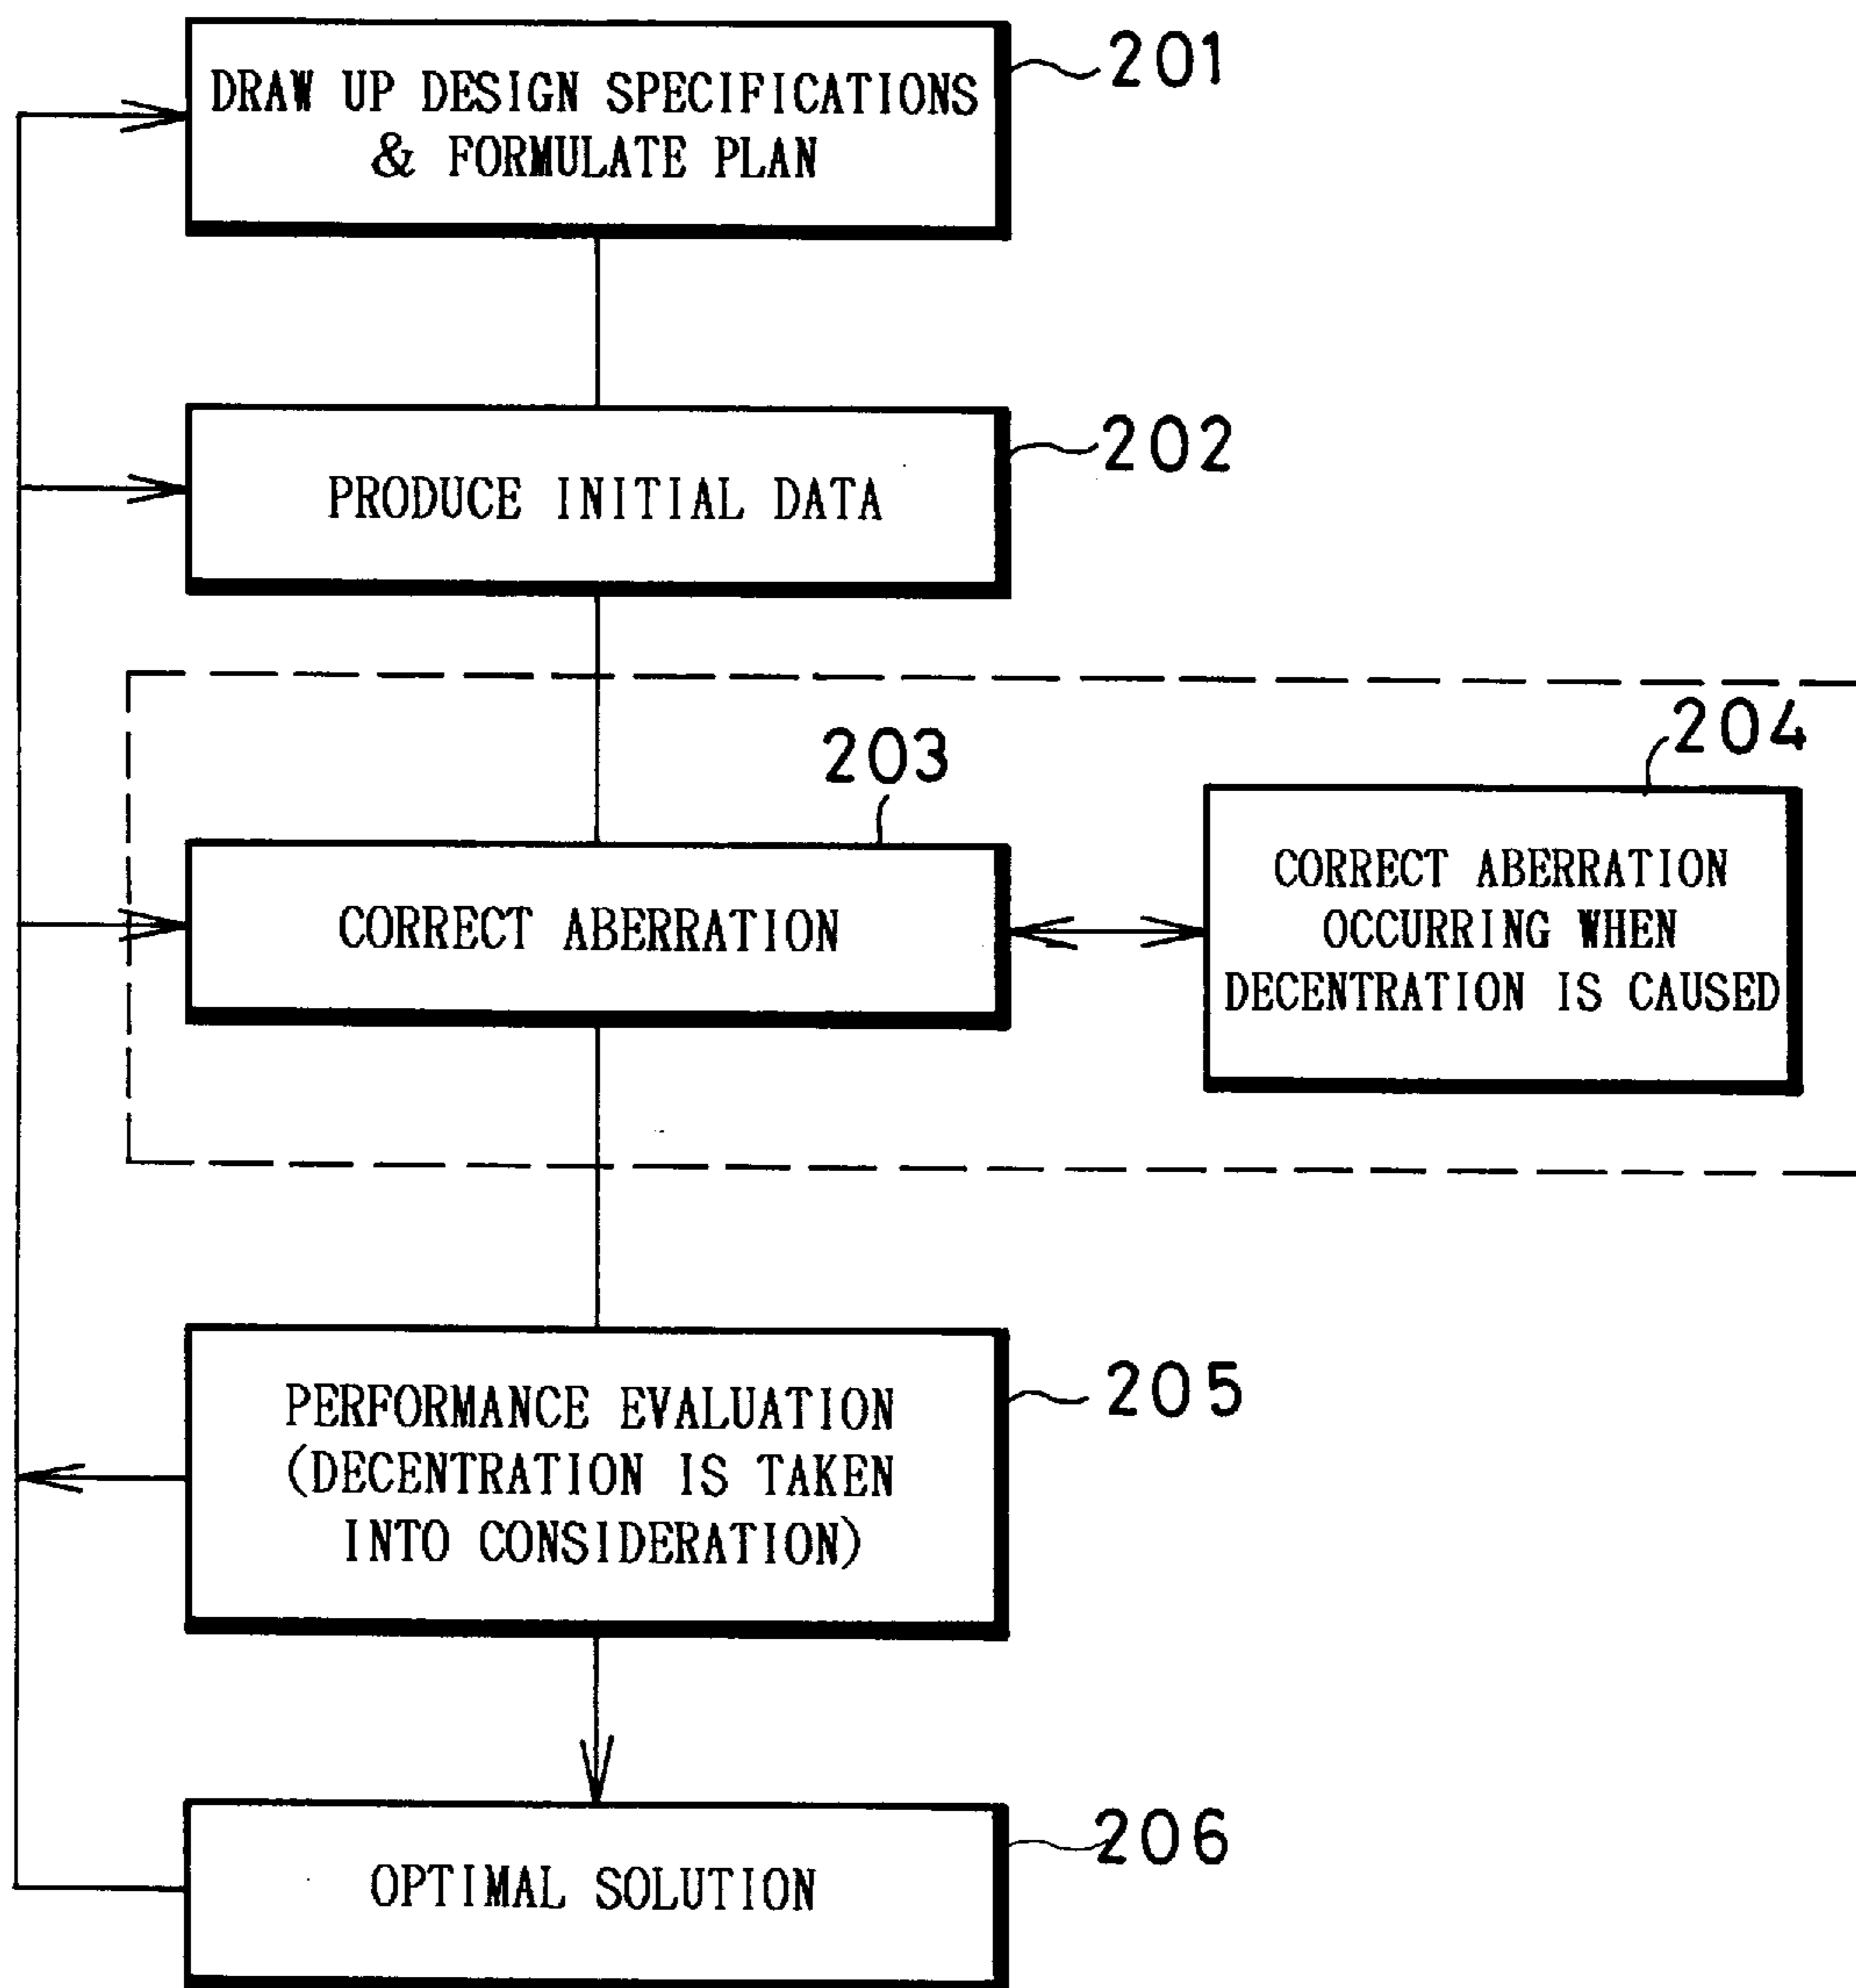 DRAW UP DESIGN SPECIFICATIONS
& FORMULATE PLAN
201
PRODUCE INITIAL DATA
202
203
204
CORRECT ABERRATION
CORRECT ABERRATION
OCCURRING WHEN
DECENTRATION IS CAUSED
PERFORMANCE EVALUATION
(DECENTRATION IS TAKEN
INTO CONSIDERATION)
205
OPTIMAL SOLUTION
206